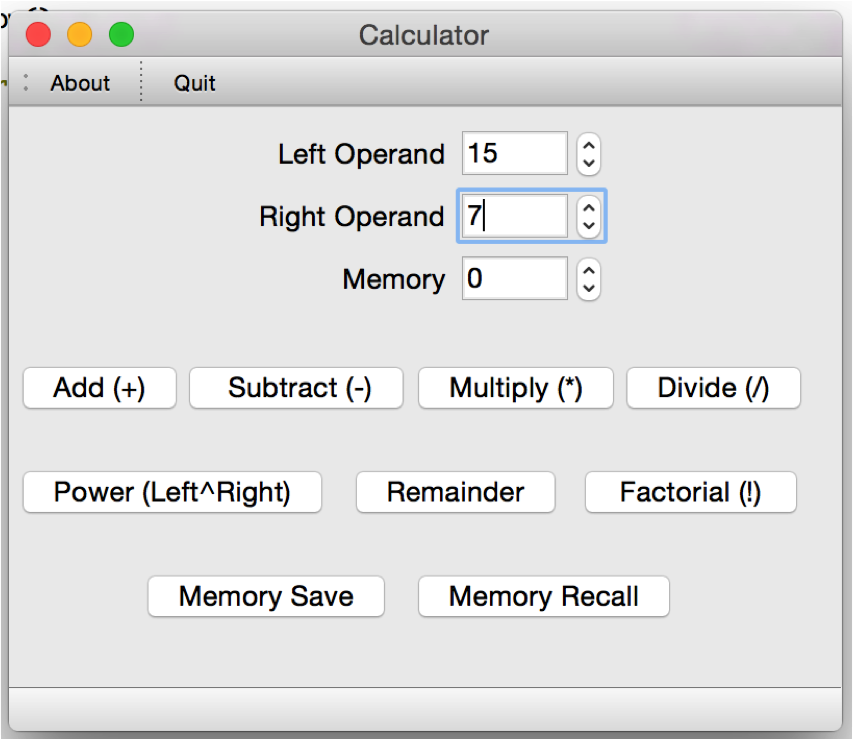 Calculator
About Quit
Left Operand 15
Right Operand 7
Memory 0
Add (+) Subtract (-) Multiply (*) Divide (/)
Power (Left^Right) Remainder Factorial (!)
Memory Save Memory Recall